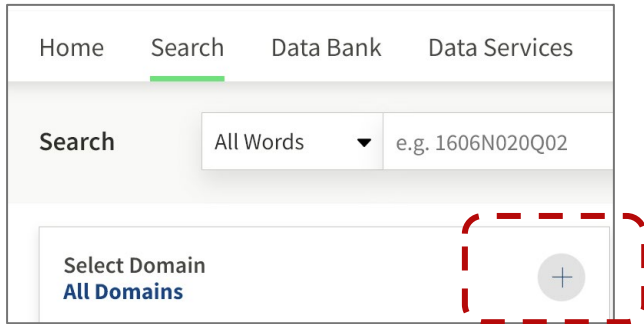 Home Search Data Bank Data Services
Search All Words e.g. 1606N020Q02
Select Domain
All Domains
+